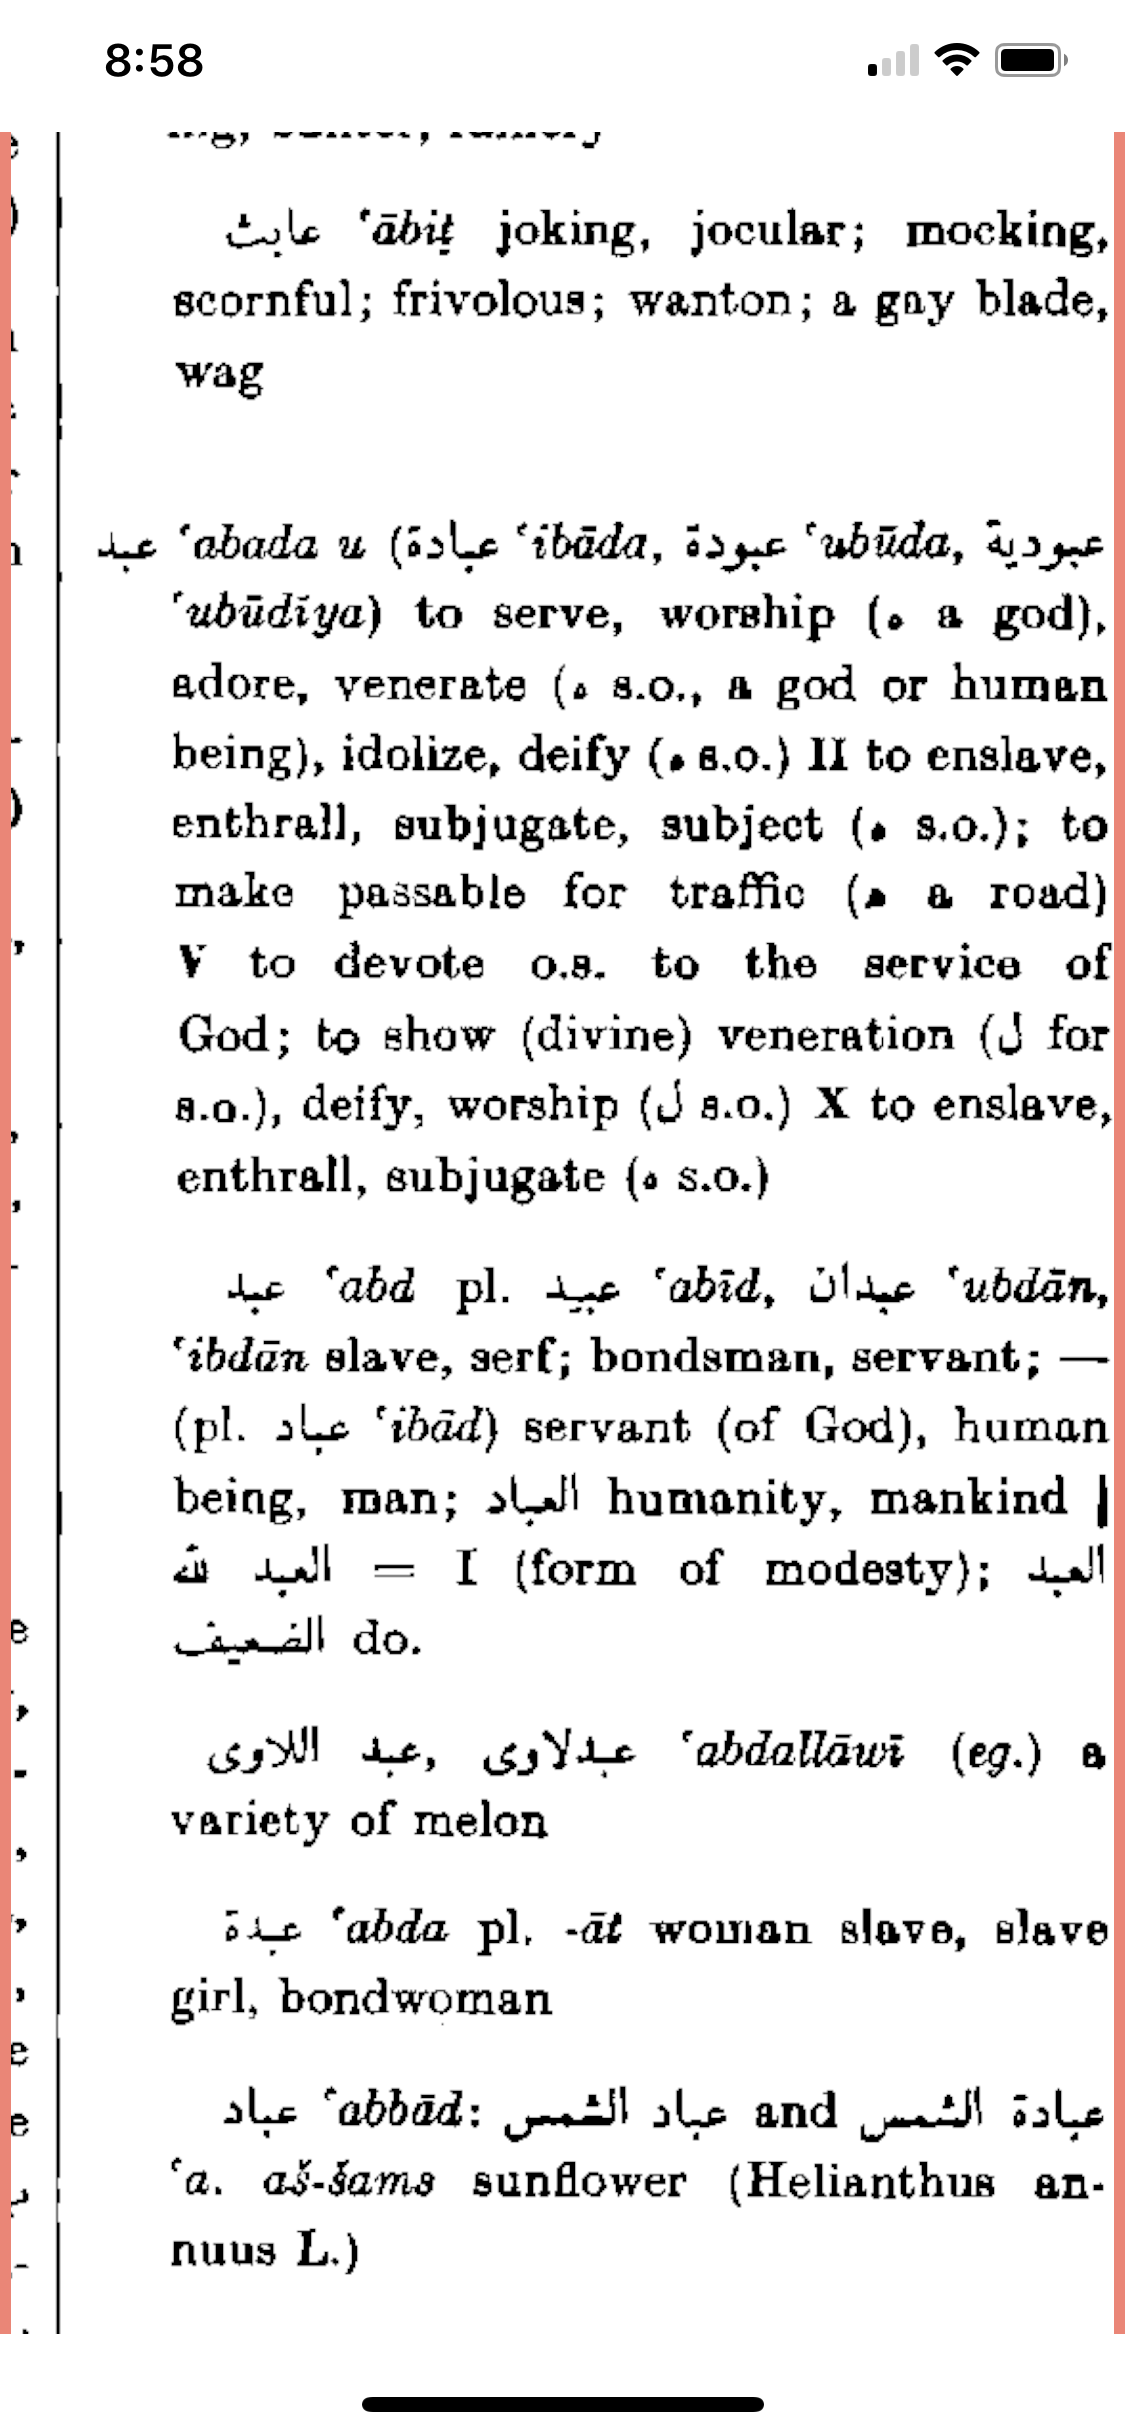 8:58
عابث ʿābiṯ joking, jocular; mocking,
scornful; frivolous; wanton; a gay blade,
wag
عبد ʿabada u (عبادة ʿibāda, عبودة ʿubūda, عبودية
ʿubūdīya) to serve, worship (ه a god),
adore, venerate (ه s.o., a god or human
being), idolize, deify (ه s.o.) II to enslave,
enthrall, subjugate, subject (ه s.o.); to
make passable for traffic (ه a road)
V to devote o.s. to the service of
God; to show (divine) veneration (ل for
s.o.), deify, worship (ل s.o.) X to enslave,
enthrall, subjugate (ه s.o.)
عبد ʿabd pl. عبيد ʿabīd, عبدان ʿubdān,
ʿibdān slave, serf; bondsman, servant; —
(pl. عباد ʿibād) servant (of God), human
being, man; العباد humanity, mankind |
العبد لله = I (form of modesty); العبد
الضعيف do.
عبد اللاوى, عبدلاوى ʿabdallāwī (eg.) a
variety of melon
عبدة ʿabda pl. -āt woman slave, slave
girl, bondwoman
عباد ʿabbād: عباد الشمس and عبادة الشمس
ʿa. aš-šams sunflower (Helianthus an-
nuus L.)